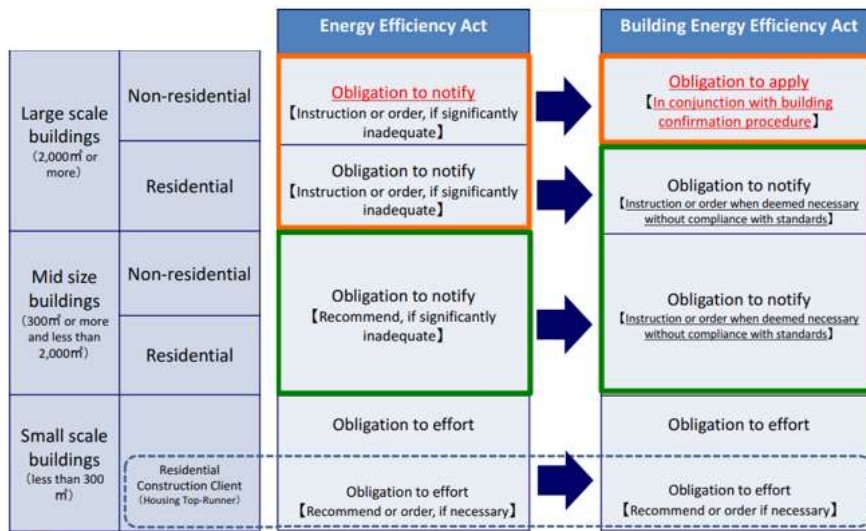 Energy Efficiency Act
Building Energy Efficiency Act
Large scale
buildings
(2,000㎡ or
more)
Non-residential
Obligation to notify
【Instruction or order, if significantly
inadequate】
Obligation to apply
【In conjunction with building
confirmation procedure】
Residential
Obligation to notify
【Instruction or order, if significantly
inadequate】
Obligation to notify
【Instruction or order when deemed necessary
without compliance with standards】
Mid size
buildings
(300㎡ or more
and less than
2,000㎡)
Non-residential
Residential
Obligation to notify
【Recommend, if significantly
inadequate】
Obligation to notify
【Instruction or order when deemed necessary
without compliance with standards】
Small scale
buildings
(less than 300
㎡)
Obligation to effort
Obligation to effort
Residential
Construction Client
(Housing Top-Runner)
Obligation to effort
【Recommend or order, if necessary】
Obligation to effort
【Recommend or order if necessary】